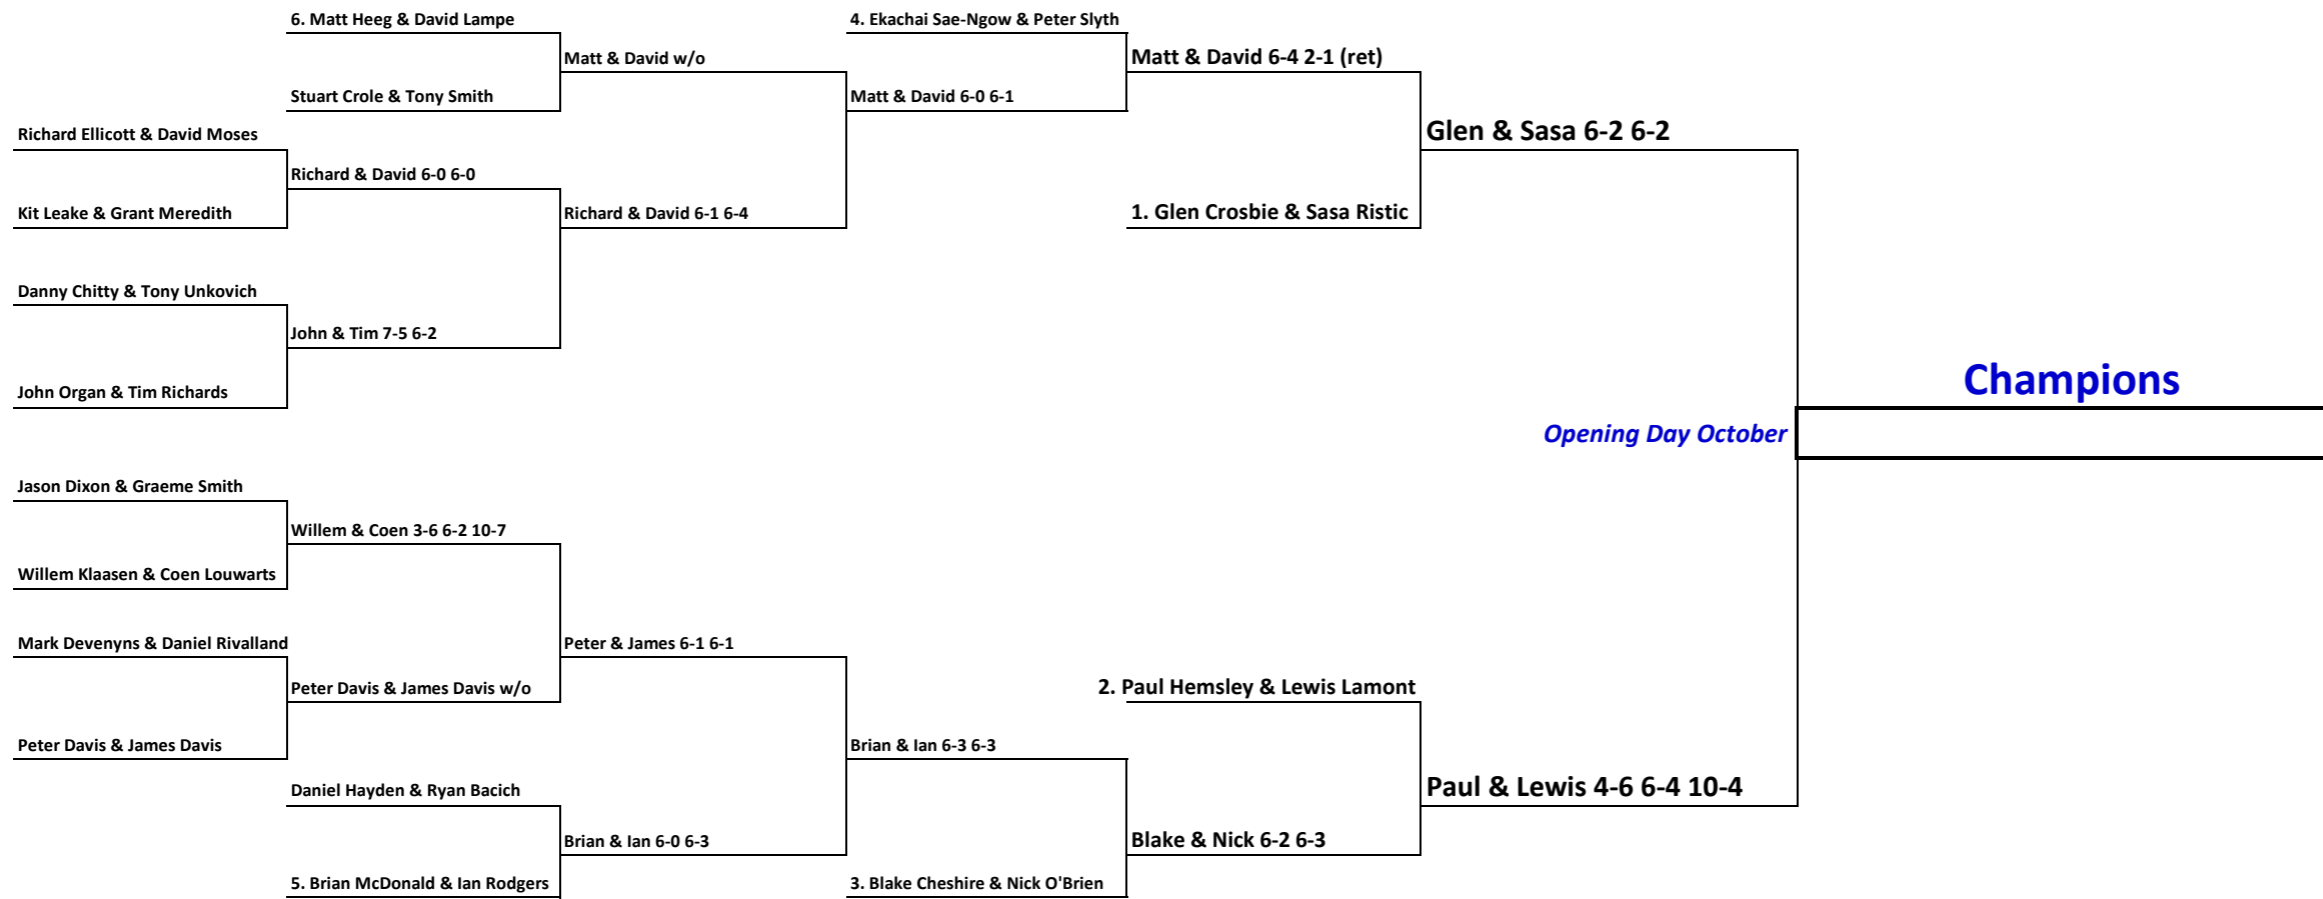 6. Matt Heeg & David Lampe
4. Ekachai Sae-Ngow & Peter Slyth
Matt & David w/o
Matt & David 6-4 2-1 (ret)
Stuart Crole & Tony Smith
Matt & David 6-0 6-1
Richard Ellicott & David Moses
Glen & Sasa 6-2 6-2
Richard & David 6-0 6-0
Kit Leake & Grant Meredith
Richard & David 6-1 6-4
1. Glen Crosbie & Sasa Ristic
Danny Chitty & Tony Unkovich
John & Tim 7-5 6-2
John Organ & Tim Richards
Champions
Opening Day October
Jason Dixon & Graeme Smith
Willem & Coen 3-6 6-2 10-7
Willem Klaasen & Coen Louwarts
Mark Devenyns & Daniel Rivalland
Peter & James 6-1 6-1
Peter Davis & James Davis w/o
2. Paul Hemsley & Lewis Lamont
Peter Davis & James Davis
Brian & Ian 6-3 6-3
Daniel Hayden & Ryan Bacich
Paul & Lewis 4-6 6-4 10-4
Brian & Ian 6-0 6-3
Blake & Nick 6-2 6-3
5. Brian McDonald & Ian Rodgers
3. Blake Cheshire & Nick O'Brien